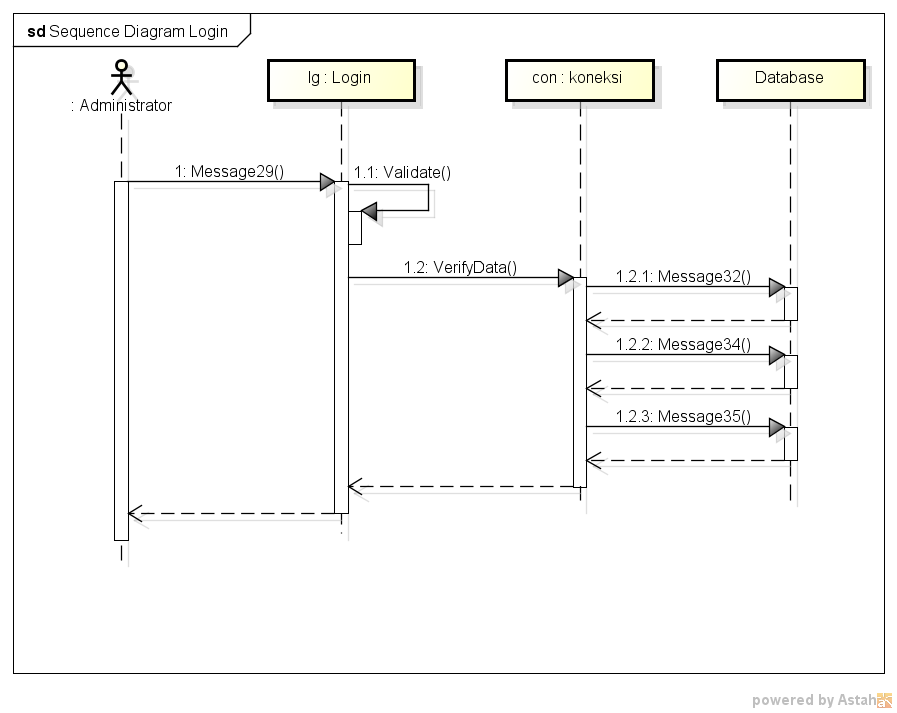 sd Sequence Diagram Login
: Administrator
lg : Login
con : koneksi
Database
1: Message29()
1.1: Validate()
1.2: VerifyData()
1.2.1: Message32()
1.2.2: Message34()
1.2.3: Message35()
powered by Astah